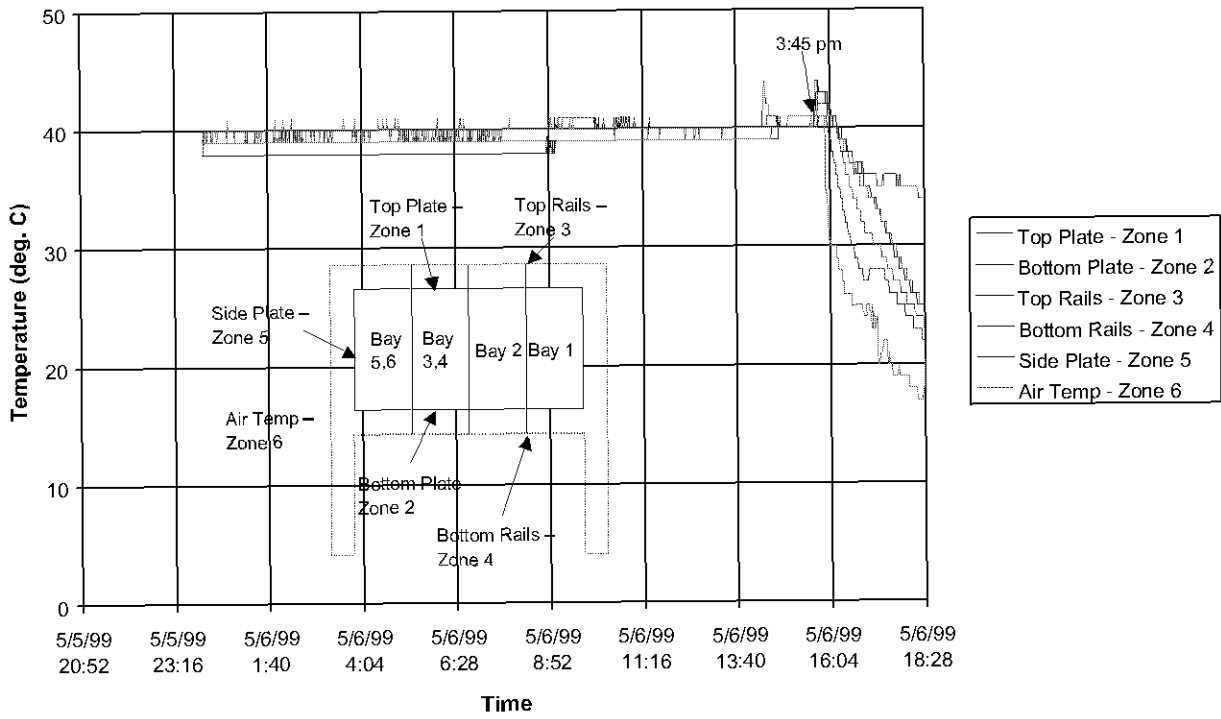 50
40
30
20
10
0
Temperature (deg. C)
3:45 pm
Top Plate –
Zone 1
Top Rails –
Zone 3
Side Plate –
Zone 5
Bay
5,6
Bay
3,4
Bay 2
Bay 1
Air Temp –
Zone 6
Bottom Plate
Zone 2
Bottom Rails –
Zone 4
Top Plate - Zone 1
Bottom Plate - Zone 2
Top Rails - Zone 3
Bottom Rails - Zone 4
Side Plate - Zone 5
Air Temp - Zone 6
5/5/99
20:52
5/5/99
23:16
5/6/99
1:40
5/6/99
4:04
5/6/99
6:28
5/6/99
8:52
5/6/99
11:16
5/6/99
13:40
5/6/99
16:04
5/6/99
18:28
Time